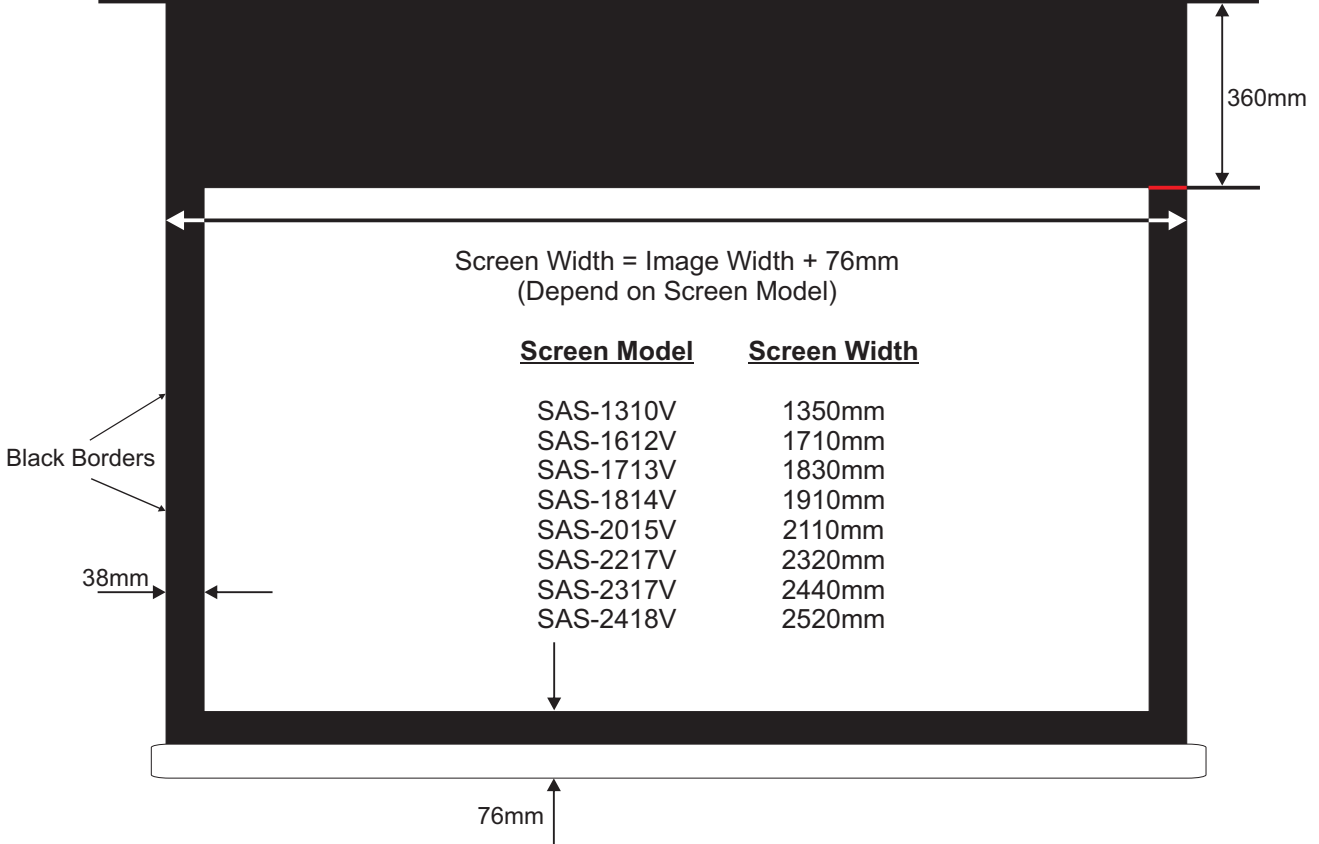 360mm
Screen Width = Image Width + 76mm
(Depend on Screen Model)
Screen Model Screen Width
SAS-1310V 1350mm
SAS-1612V 1710mm
SAS-1713V 1830mm
SAS-1814V 1910mm
Black Borders
SAS-2015V 2110mm
SAS-2217V 2320mm
SAS-2317V 2440mm
SAS-2418V 2520mm
38mm
76mm